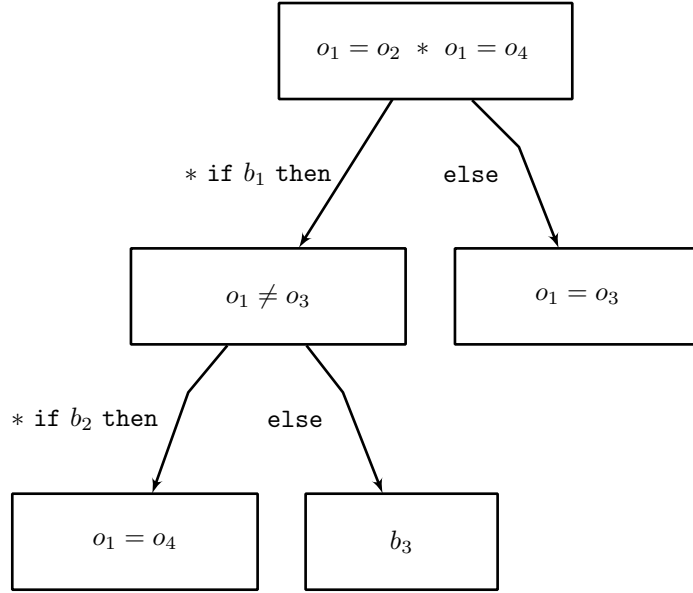 o₁ = o₂ * o₁ = o₄
* if b₁ then
else
o₁ ≠ o₃
o₁ = o₃
* if b₂ then
else
o₁ = o₄
b₃